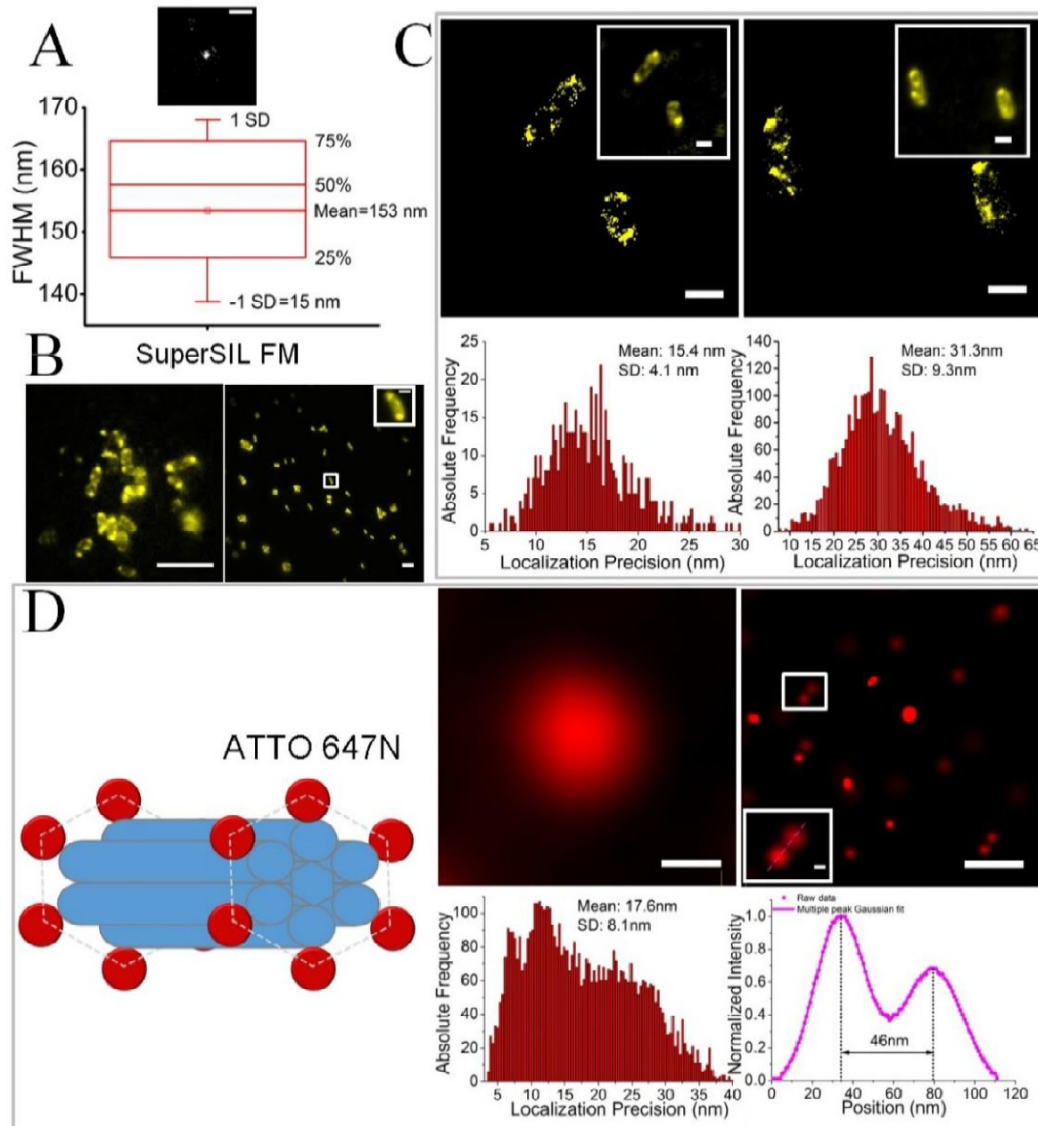 A
170
1 SD
75%
160
50%
Mean=153 nm
150
25%
140
-1 SD=15 nm
FWHM (nm)
SuperSIL FM
B
C
25
20
15
10
5
0
Mean: 15.4 nm
SD: 4.1 nm
Absolute Frequency
5 10 15 20 25 30
Localization Precision (nm)
140
120
100
80
60
40
20
0
Mean: 31.3nm
SD: 9.3nm
Absolute Frequency
10 15 20 25 30 35 40 45 50 55 60 65
Localization Precision (nm)
D
ATTO 647N
100
80
60
40
20
0
Mean: 17.6nm
SD: 8.1nm
Absolute Frequency
5 10 15 20 25 30 35 40
Localization Precision (nm)
Raw data
Multiple peak Gaussian fit
1.0
0.8
0.6
0.4
0.2
0.0
46nm
Normalized Intensity
0 20 40 60 80 100 120
Position (nm)